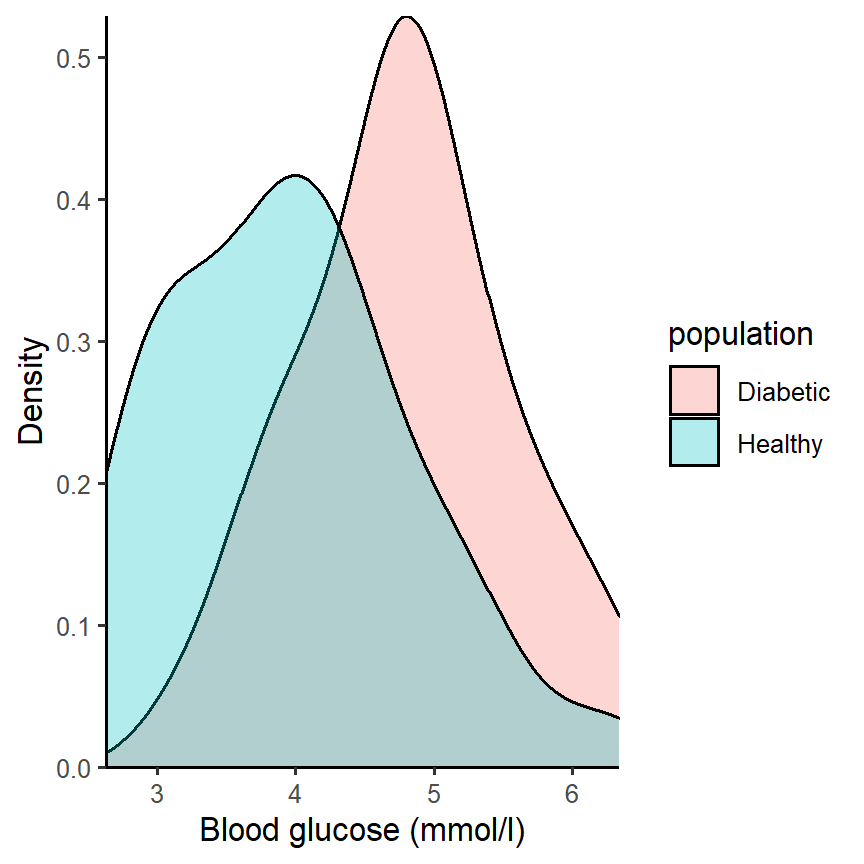 0.5
0.4
0.3
0.2
0.1
0.0
Density
3 4 5 6
Blood glucose (mmol/l)
population
Diabetic
Healthy